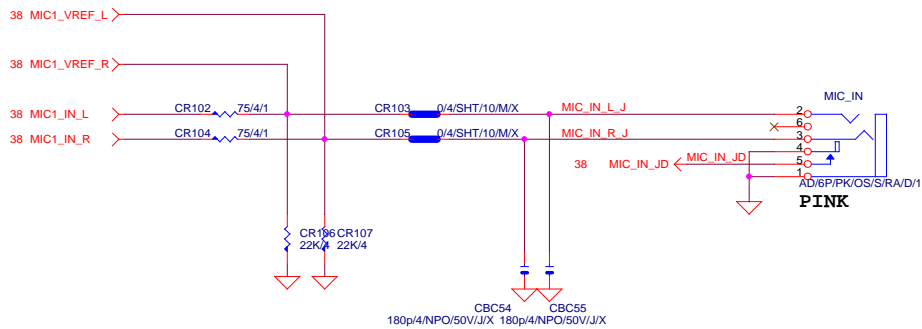 38 MIC1_VREF_L
38 MIC1_VREF_R
MIC_IN
38 MIC1_IN_L CR102 75/4/1 CR103 0/4/SHT/10/M/X MIC_IN_L_J 2
6
38 MIC1_IN_R CR104 75/4/1 CR105 0/4/SHT/10/M/X MIC_IN_R_J 3
4
38 MIC_IN_JD MIC_IN_JD 5
1
AD/6P/PK/OS/S/RA/D/1
PINK
CR106 CR107
22K/4 22K/4
CBC54 CBC55
180p/4/NPO/50V/J/X 180p/4/NPO/50V/J/X